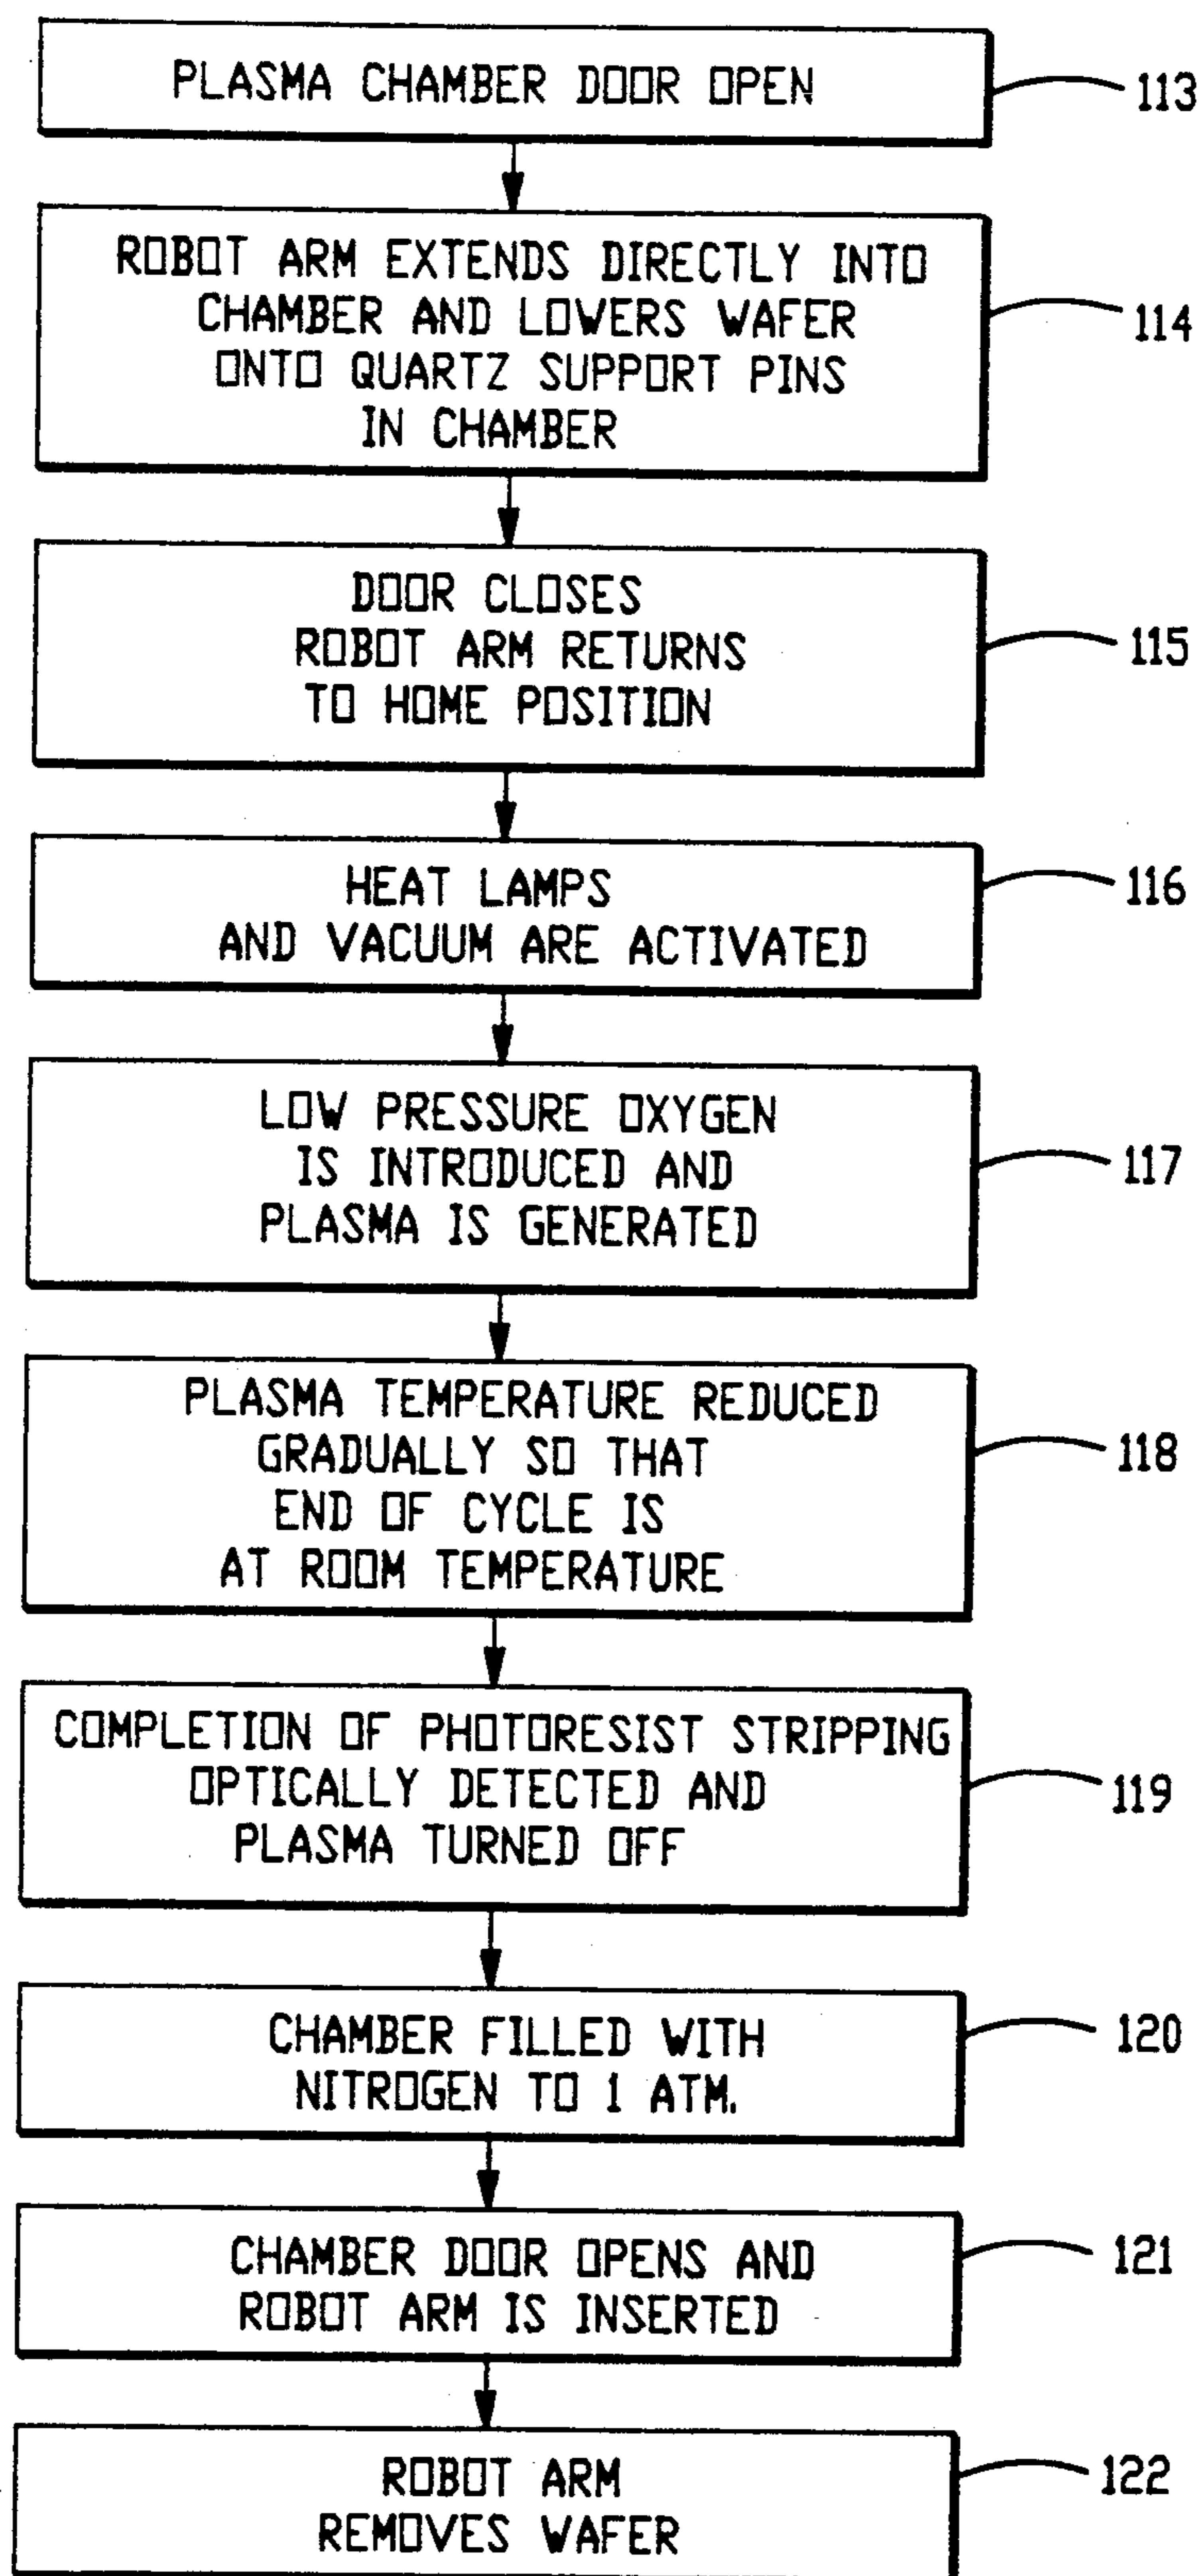 PLASMA CHAMBER DOOR OPEN
113
ROBOT ARM EXTENDS DIRECTLY INTO
CHAMBER AND LOWERS WAFER
ONTO QUARTZ SUPPORT PINS
IN CHAMBER
114
DOOR CLOSES
ROBOT ARM RETURNS
TO HOME POSITION
115
HEAT LAMPS
AND VACUUM ARE ACTIVATED
116
LOW PRESSURE OXYGEN
IS INTRODUCED AND
PLASMA IS GENERATED
117
PLASMA TEMPERATURE REDUCED
GRADUALLY SO THAT
END OF CYCLE IS
AT ROOM TEMPERATURE
118
COMPLETION OF PHOTORESIST STRIPPING
OPTICALLY DETECTED AND
PLASMA TURNED OFF
119
CHAMBER FILLED WITH
NITROGEN TO 1 ATM.
120
CHAMBER DOOR OPENS AND
ROBOT ARM IS INSERTED
121
ROBOT ARM
REMOVES WAFER
122